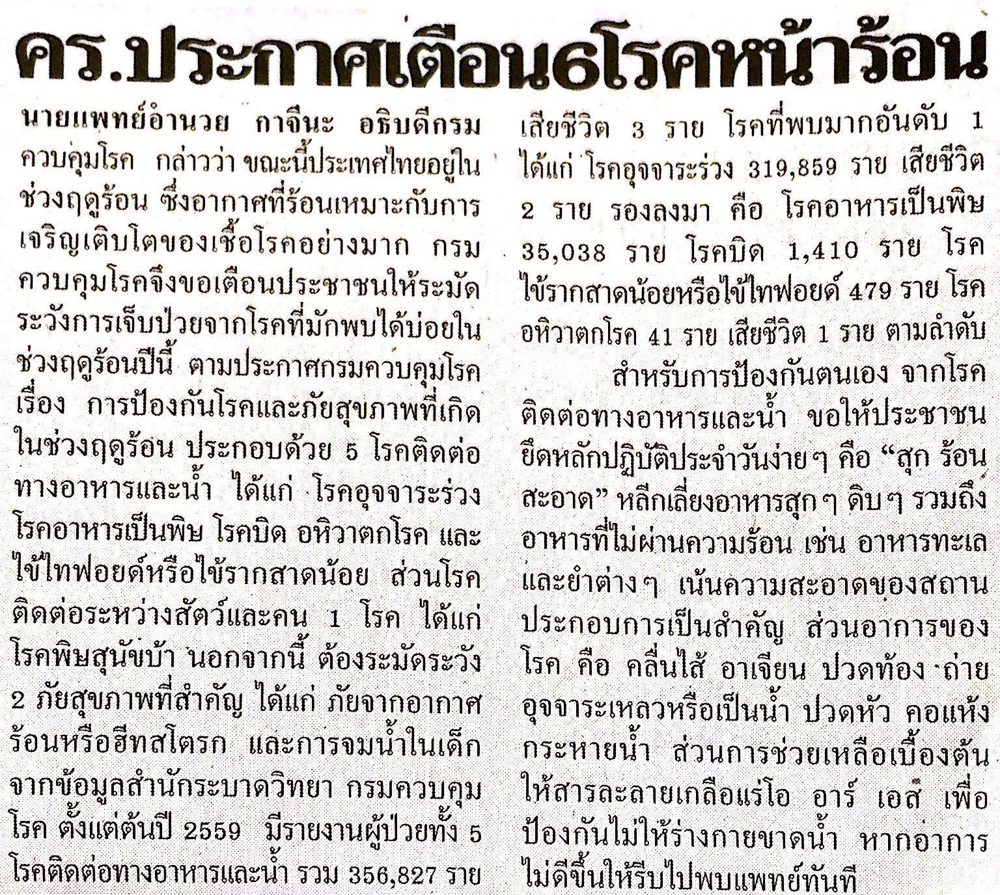 คร.ประกาศเตือน6โรคหน้าร้อน
นายแพทย์อำนวย กาจีนะ อธิบดีกรม
ควบคุมโรค กล่าวว่า ขณะนี้ประเทศไทยอยู่ใน
ช่วงฤดูร้อน ซึ่งอากาศที่ร้อนเหมาะกับการ
เจริญเติบโตของเชื้อโรคอย่างมาก กรม
ควบคุมโรคจึงขอเตือนประชาชนให้ระมัด
ระวังการเจ็บป่วยจากโรคที่มักพบได้บ่อยใน
ช่วงฤดูร้อนปีนี้ ตามประกาศกรมควบคุมโรค
เรื่อง การป้องกันโรคและภัยสุขภาพที่เกิด
ในช่วงฤดูร้อน ประกอบด้วย 5 โรคติดต่อ
ทางอาหารและน้ำ ได้แก่ โรคอุจจาระร่วง
โรคอาหารเป็นพิษ โรคบิด อหิวาตกโรค และ
ไข้ไทฟอยด์หรือไข้รากสาดน้อย ส่วนโรค
ติดต่อระหว่างสัตว์และคน 1 โรค ได้แก่
โรคพิษสุนัขบ้า นอกจากนี้ ต้องระมัดระวัง
2 ภัยสุขภาพที่สำคัญ ได้แก่ ภัยจากอากาศ
ร้อนหรือฮีทสโตรก และการจมน้ำในเด็ก
จากข้อมูลสำนักระบาดวิทยา กรมควบคุม
โรค ตั้งแต่ต้นปี 2559 มีรายงานผู้ป่วยทั้ง 5
โรคติดต่อทางอาหารและน้ำ รวม 356,827 ราย
เสียชีวิต 3 ราย โรคที่พบมากอันดับ 1
ได้แก่ โรคอุจจาระร่วง 319,859 ราย เสียชีวิต
2 ราย รองลงมา คือ โรคอาหารเป็นพิษ
35,038 ราย โรคบิด 1,410 ราย โรค
ไข้รากสาดน้อยหรือไข้ไทฟอยด์ 479 ราย โรค
อหิวาตกโรค 41 ราย เสียชีวิต 1 ราย ตามลำดับ
สำหรับการป้องกันตนเอง จากโรค
ติดต่อทางอาหารและน้ำ ขอให้ประชาชน
ยึดหลักปฏิบัติประจำวันง่ายๆ คือ “สุก ร้อน
สะอาด” หลีกเลี่ยงอาหารสุกๆ ดิบๆ รวมถึง
อาหารที่ไม่ผ่านความร้อน เช่น อาหารทะเล
และยำต่างๆ เน้นความสะอาดของสถาน
ประกอบการเป็นสำคัญ ส่วนอาการของ
โรค คือ คลื่นไส้ อาเจียน ปวดท้อง ถ่าย
อุจจาระเหลวหรือเป็นน้ำ ปวดหัว คอแห้ง
กระหายน้ำ ส่วนการช่วยเหลือเบื้องต้น
ให้สารละลายเกลือแร่โอ อาร์ เอส เพื่อ
ป้องกันไม่ให้ร่างกายขาดน้ำ หากอาการ
ไม่ดีขึ้นให้รีบไปพบแพทย์ทันที